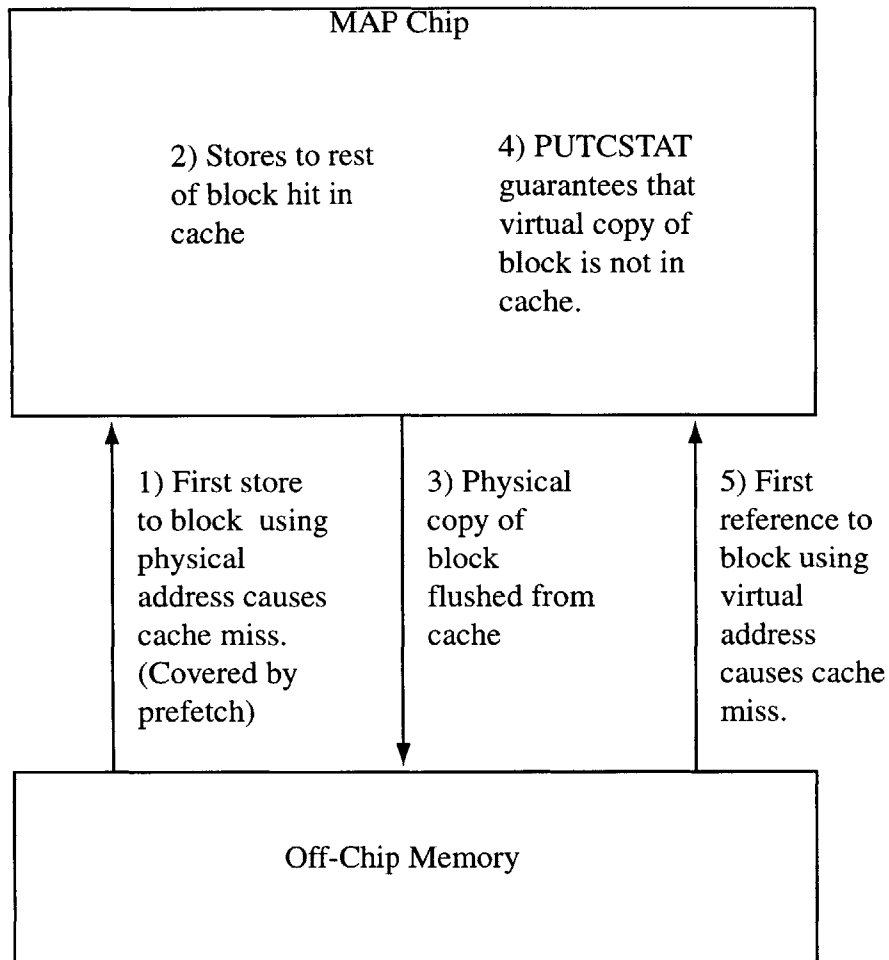 MAP Chip
2) Stores to rest
of block hit in
cache
4) PUTCSTAT
guarantees that
virtual copy of
block is not in
cache.
1) First store
to block using
physical
address causes
cache miss.
(Covered by
prefetch)
3) Physical
copy of
block
flushed from
cache
5) First
reference to
block using
virtual
address
causes cache
miss.
Off-Chip Memory